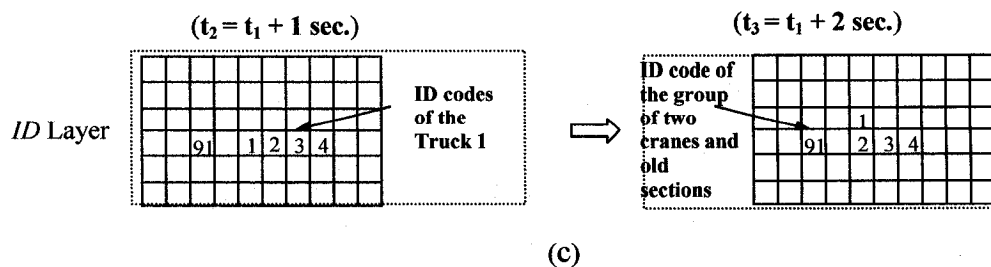 (t₂ = t₁ + 1 sec.)
(t₃ = t₁ + 2 sec.)
ID Layer
ID codes
of the
Truck 1
91 1 2 3 4
ID code of
the group
of two
cranes and
old
sections
1
91 2 3 4
(c)